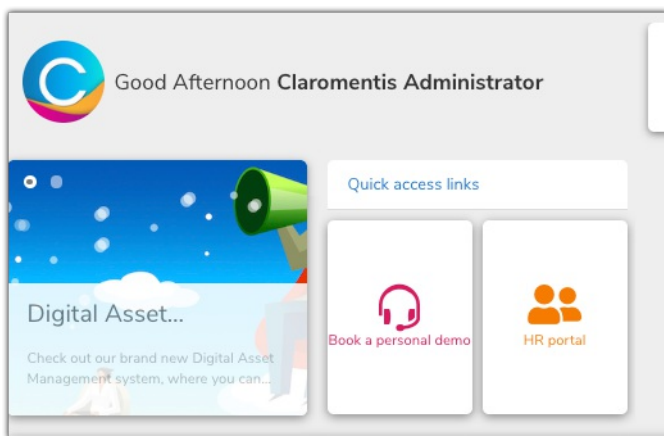 Good Afternoon Claromentis Administrator
Quick access links
Digital Asset...
Check out our brand new Digital Asset
Management system, where you can...
Book a personal demo
HR portal